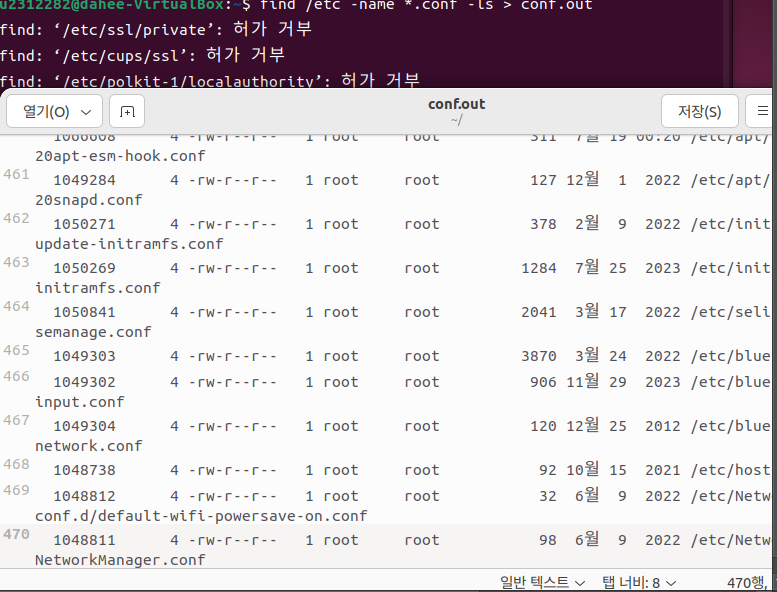 u2312282@dahee-VirtualBox:~$ find /etc -name *.conf -ls > conf.out
find: ‘/etc/ssl/private’: 허가 거부
find: ‘/etc/cups/ssl’: 허가 거부
find: ‘/etc/polkit-1/localauthority’: 허가 거부
열기(O)
conf.out
~/
저장(S)
1066608 4 -rw-r--r-- 1 root root 311 7월 19 00:20 /etc/apt/
20apt-esm-hook.conf
461 1049284 4 -rw-r--r-- 1 root root 127 12월 1 2022 /etc/apt/
20snapd.conf
462 1050271 4 -rw-r--r-- 1 root root 378 2월 9 2022 /etc/init
update-initramfs.conf
463 1050269 4 -rw-r--r-- 1 root root 1284 7월 25 2023 /etc/init
initramfs.conf
464 1050841 4 -rw-r--r-- 1 root root 2041 3월 17 2022 /etc/seli
semanage.conf
465 1049303 4 -rw-r--r-- 1 root root 3870 3월 24 2022 /etc/blue
466 1049302 4 -rw-r--r-- 1 root root 906 11월 29 2023 /etc/blue
input.conf
467 1049304 4 -rw-r--r-- 1 root root 120 12월 25 2012 /etc/blue
network.conf
468 1048738 4 -rw-r--r-- 1 root root 92 10월 15 2021 /etc/host
469 1048812 4 -rw-r--r-- 1 root root 32 6월 9 2022 /etc/Netw
conf.d/default-wifi-powersave-on.conf
470 1048811 4 -rw-r--r-- 1 root root 98 6월 9 2022 /etc/Netw
NetworkManager.conf
일반 텍스트 탭 너비: 8 470행,